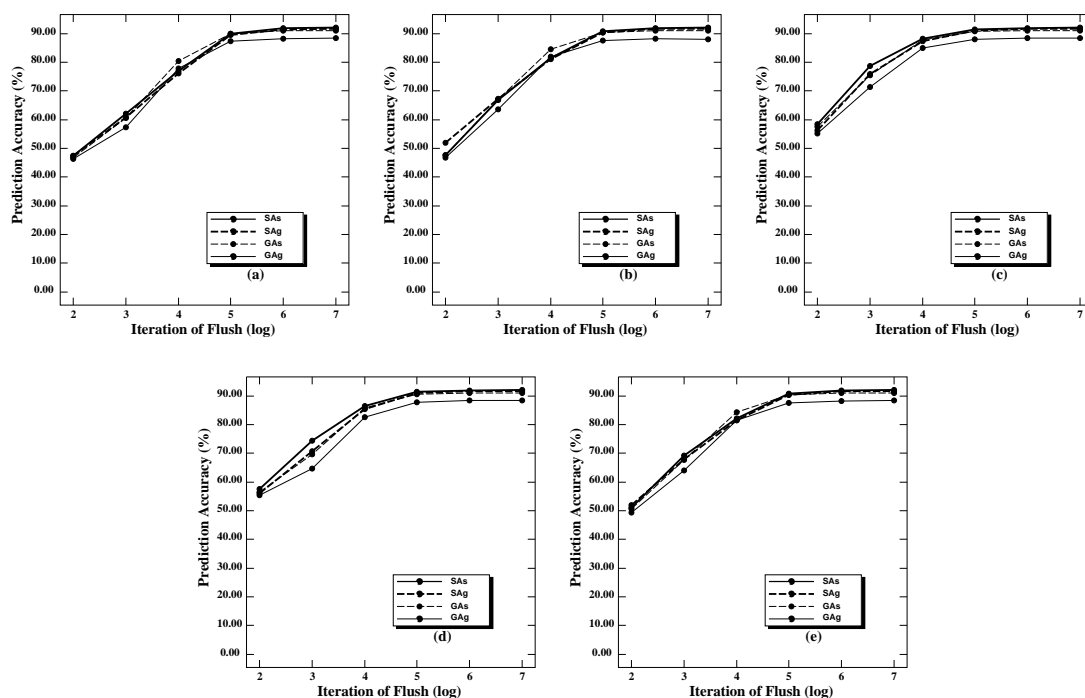 Prediction Accuracy (%)
90.00
80.00
70.00
60.00
50.00
40.00
30.00
20.00
10.00
0.00
SAs
SAg
GAs
GAg
(a)
2 3 4 5 6 7
Iteration of Flush (log)
Prediction Accuracy (%)
90.00
80.00
70.00
60.00
50.00
40.00
30.00
20.00
10.00
0.00
SAs
SAg
GAs
GAg
(b)
2 3 4 5 6 7
Iteration of Flush (log)
Prediction Accuracy (%)
90.00
80.00
70.00
60.00
50.00
40.00
30.00
20.00
10.00
0.00
SAs
SAg
GAs
GAg
(c)
2 3 4 5 6 7
Iteration of Flush (log)
Prediction Accuracy (%)
90.00
80.00
70.00
60.00
50.00
40.00
30.00
20.00
10.00
0.00
SAs
SAg
GAs
GAg
(d)
2 3 4 5 6 7
Iteration of Flush (log)
Prediction Accuracy (%)
90.00
80.00
70.00
60.00
50.00
40.00
30.00
20.00
10.00
0.00
SAs
SAg
GAs
GAg
(e)
2 3 4 5 6 7
Iteration of Flush (log)